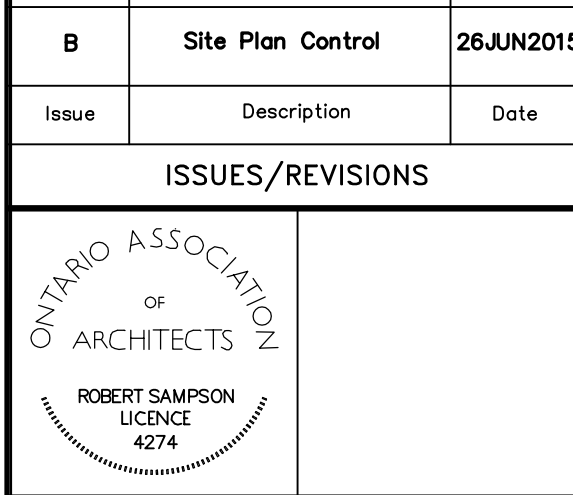 B Site Plan Control 26JUN2015
Issue Description Date
ISSUES/REVISIONS
ONTARIO ASSOCIATION
OF
ARCHITECTS
ROBERT SAMPSON
LICENCE
4274